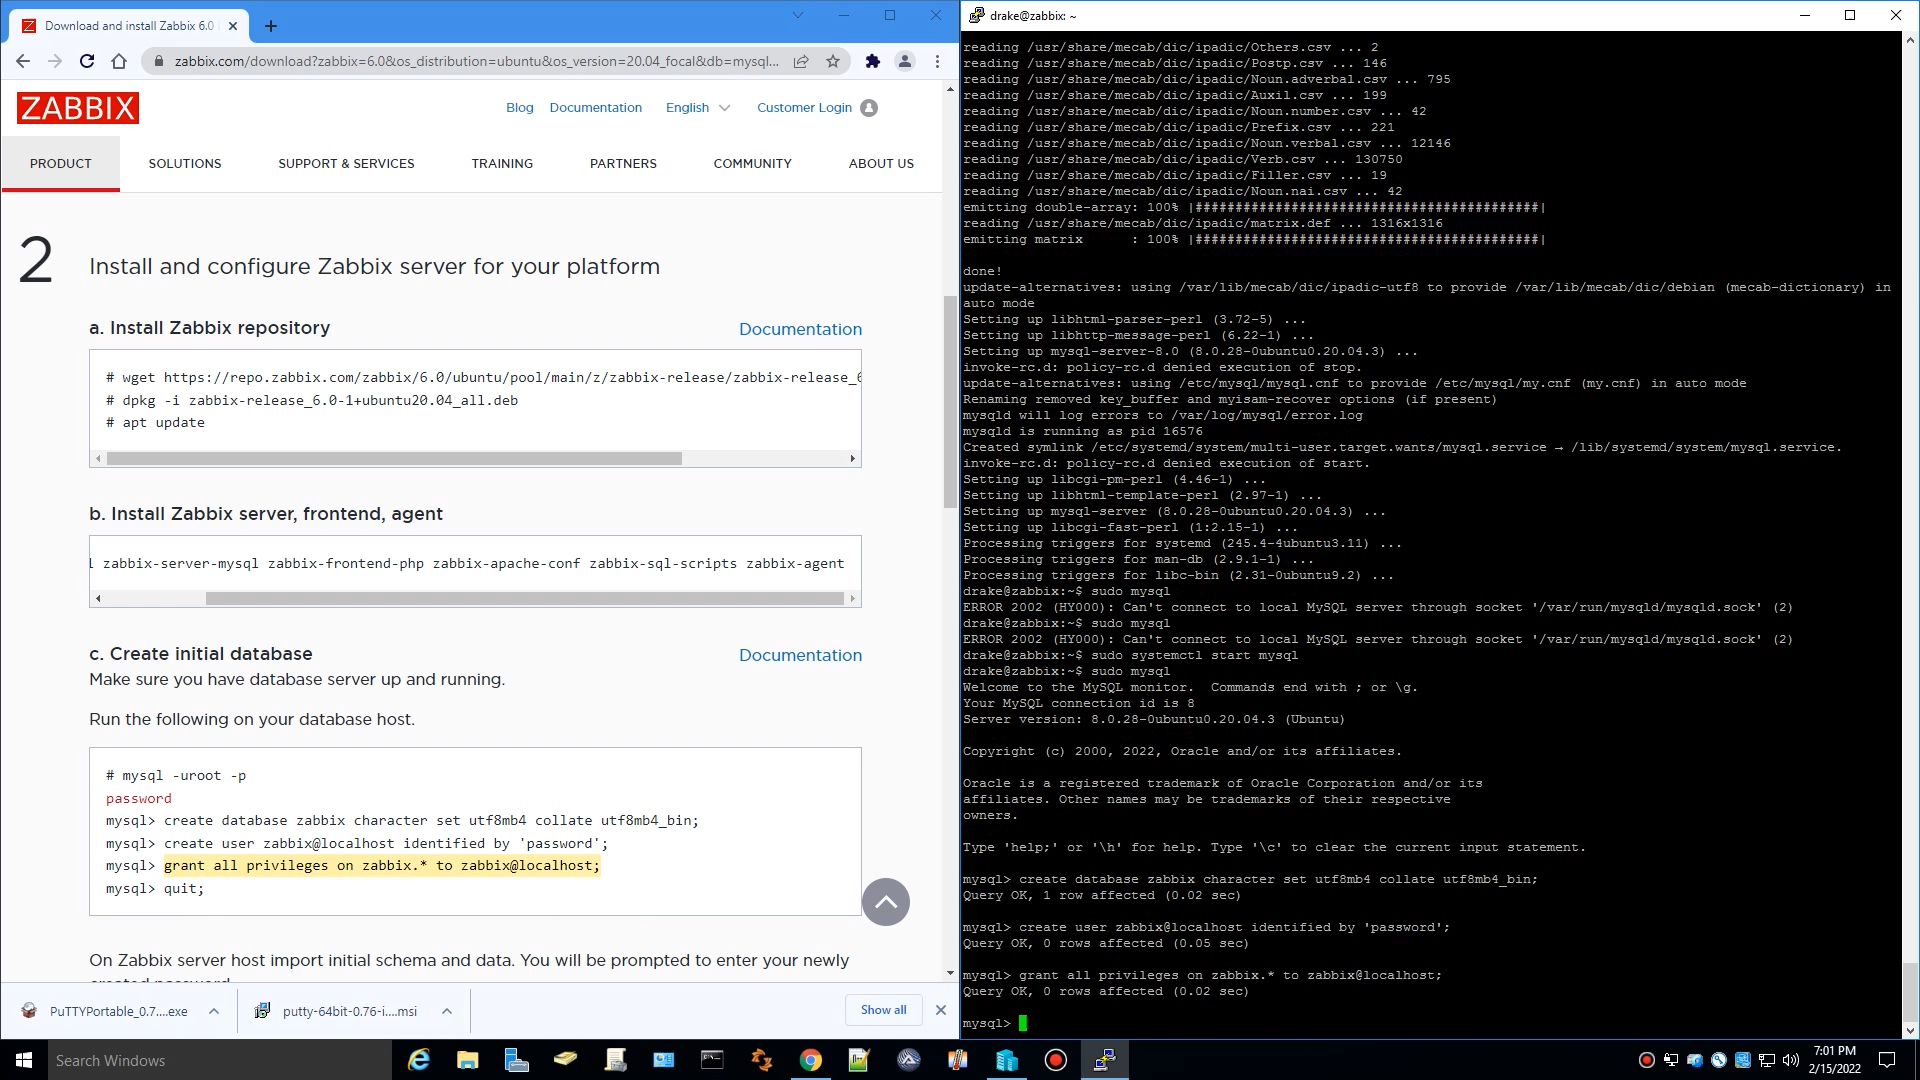 Download and install Zabbix 6.0
zabbix.com/download?zabbix=6.0&os_distribution=ubuntu&os_version=20.04_focal&db=mysql...
ZABBIX
Blog
Documentation
English
Customer Login
PRODUCT
SOLUTIONS
SUPPORT & SERVICES
TRAINING
PARTNERS
COMMUNITY
ABOUT US
2
Install and configure Zabbix server for your platform
a. Install Zabbix repository
Documentation
# wget https://repo.zabbix.com/zabbix/6.0/ubuntu/pool/main/z/zabbix-release/zabbix-release_6
# dpkg -i zabbix-release_6.0-1+ubuntu20.04_all.deb
# apt update
b. Install Zabbix server, frontend, agent
l zabbix-server-mysql zabbix-frontend-php zabbix-apache-conf zabbix-sql-scripts zabbix-agent
c. Create initial database
Documentation
Make sure you have database server up and running.
Run the following on your database host.
# mysql -uroot -p
password
mysql> create database zabbix character set utf8mb4 collate utf8mb4_bin;
mysql> create user zabbix@localhost identified by 'password';
mysql> grant all privileges on zabbix.* to zabbix@localhost;
mysql> quit;
On Zabbix server host import initial schema and data. You will be prompted to enter your newly
created password.
PuTTYPortable_0.7....exe
putty-64bit-0.76-i....msi
Show all
drake@zabbix: ~
reading /usr/share/mecab/dic/ipadic/Others.csv ... 2
reading /usr/share/mecab/dic/ipadic/Postp.csv ... 146
reading /usr/share/mecab/dic/ipadic/Noun.adverbal.csv ... 795
reading /usr/share/mecab/dic/ipadic/Auxil.csv ... 199
reading /usr/share/mecab/dic/ipadic/Noun.number.csv ... 42
reading /usr/share/mecab/dic/ipadic/Prefix.csv ... 221
reading /usr/share/mecab/dic/ipadic/Noun.verbal.csv ... 12146
reading /usr/share/mecab/dic/ipadic/Verb.csv ... 130750
reading /usr/share/mecab/dic/ipadic/Filler.csv ... 19
reading /usr/share/mecab/dic/ipadic/Noun.nai.csv ... 42
emitting double-array: 100% |###########################################|
reading /usr/share/mecab/dic/ipadic/matrix.def ... 1316x1316
emitting matrix      : 100% |###########################################|
done!
update-alternatives: using /var/lib/mecab/dic/ipadic-utf8 to provide /var/lib/mecab/dic/debian (mecab-dictionary) in
auto mode
Setting up libhtml-parser-perl (3.72-5) ...
Setting up libhttp-message-perl (6.22-1) ...
Setting up mysql-server-8.0 (8.0.28-0ubuntu0.20.04.3) ...
invoke-rc.d: policy-rc.d denied execution of stop.
update-alternatives: using /etc/mysql/mysql.cnf to provide /etc/mysql/my.cnf (my.cnf) in auto mode
Renaming removed key_buffer and myisam-recover options (if present)
mysqld will log errors to /var/log/mysql/error.log
mysqld is running as pid 16576
Created symlink /etc/systemd/system/multi-user.target.wants/mysql.service → /lib/systemd/system/mysql.service.
invoke-rc.d: policy-rc.d denied execution of start.
Setting up libcgi-pm-perl (4.46-1) ...
Setting up libhtml-template-perl (2.97-1) ...
Setting up mysql-server (8.0.28-0ubuntu0.20.04.3) ...
Setting up libcgi-fast-perl (1:2.15-1) ...
Processing triggers for systemd (245.4-4ubuntu3.11) ...
Processing triggers for man-db (2.9.1-1) ...
Processing triggers for libc-bin (2.31-0ubuntu9.2) ...
drake@zabbix:~$ sudo mysql
ERROR 2002 (HY000): Can't connect to local MySQL server through socket '/var/run/mysqld/mysqld.sock' (2)
drake@zabbix:~$ sudo mysql
ERROR 2002 (HY000): Can't connect to local MySQL server through socket '/var/run/mysqld/mysqld.sock' (2)
drake@zabbix:~$ sudo systemctl start mysql
drake@zabbix:~$ sudo mysql
Welcome to the MySQL monitor.  Commands end with ; or \g.
Your MySQL connection id is 8
Server version: 8.0.28-0ubuntu0.20.04.3 (Ubuntu)
Copyright (c) 2000, 2022, Oracle and/or its affiliates.
Oracle is a registered trademark of Oracle Corporation and/or its
affiliates. Other names may be trademarks of their respective
owners.
Type 'help;' or '\h' for help. Type '\c' to clear the current input statement.
mysql> create database zabbix character set utf8mb4 collate utf8mb4_bin;
Query OK, 1 row affected (0.02 sec)
mysql> create user zabbix@localhost identified by 'password';
Query OK, 0 rows affected (0.05 sec)
mysql> grant all privileges on zabbix.* to zabbix@localhost;
Query OK, 0 rows affected (0.02 sec)
mysql>
Search Windows
7:01 PM
2/15/2022